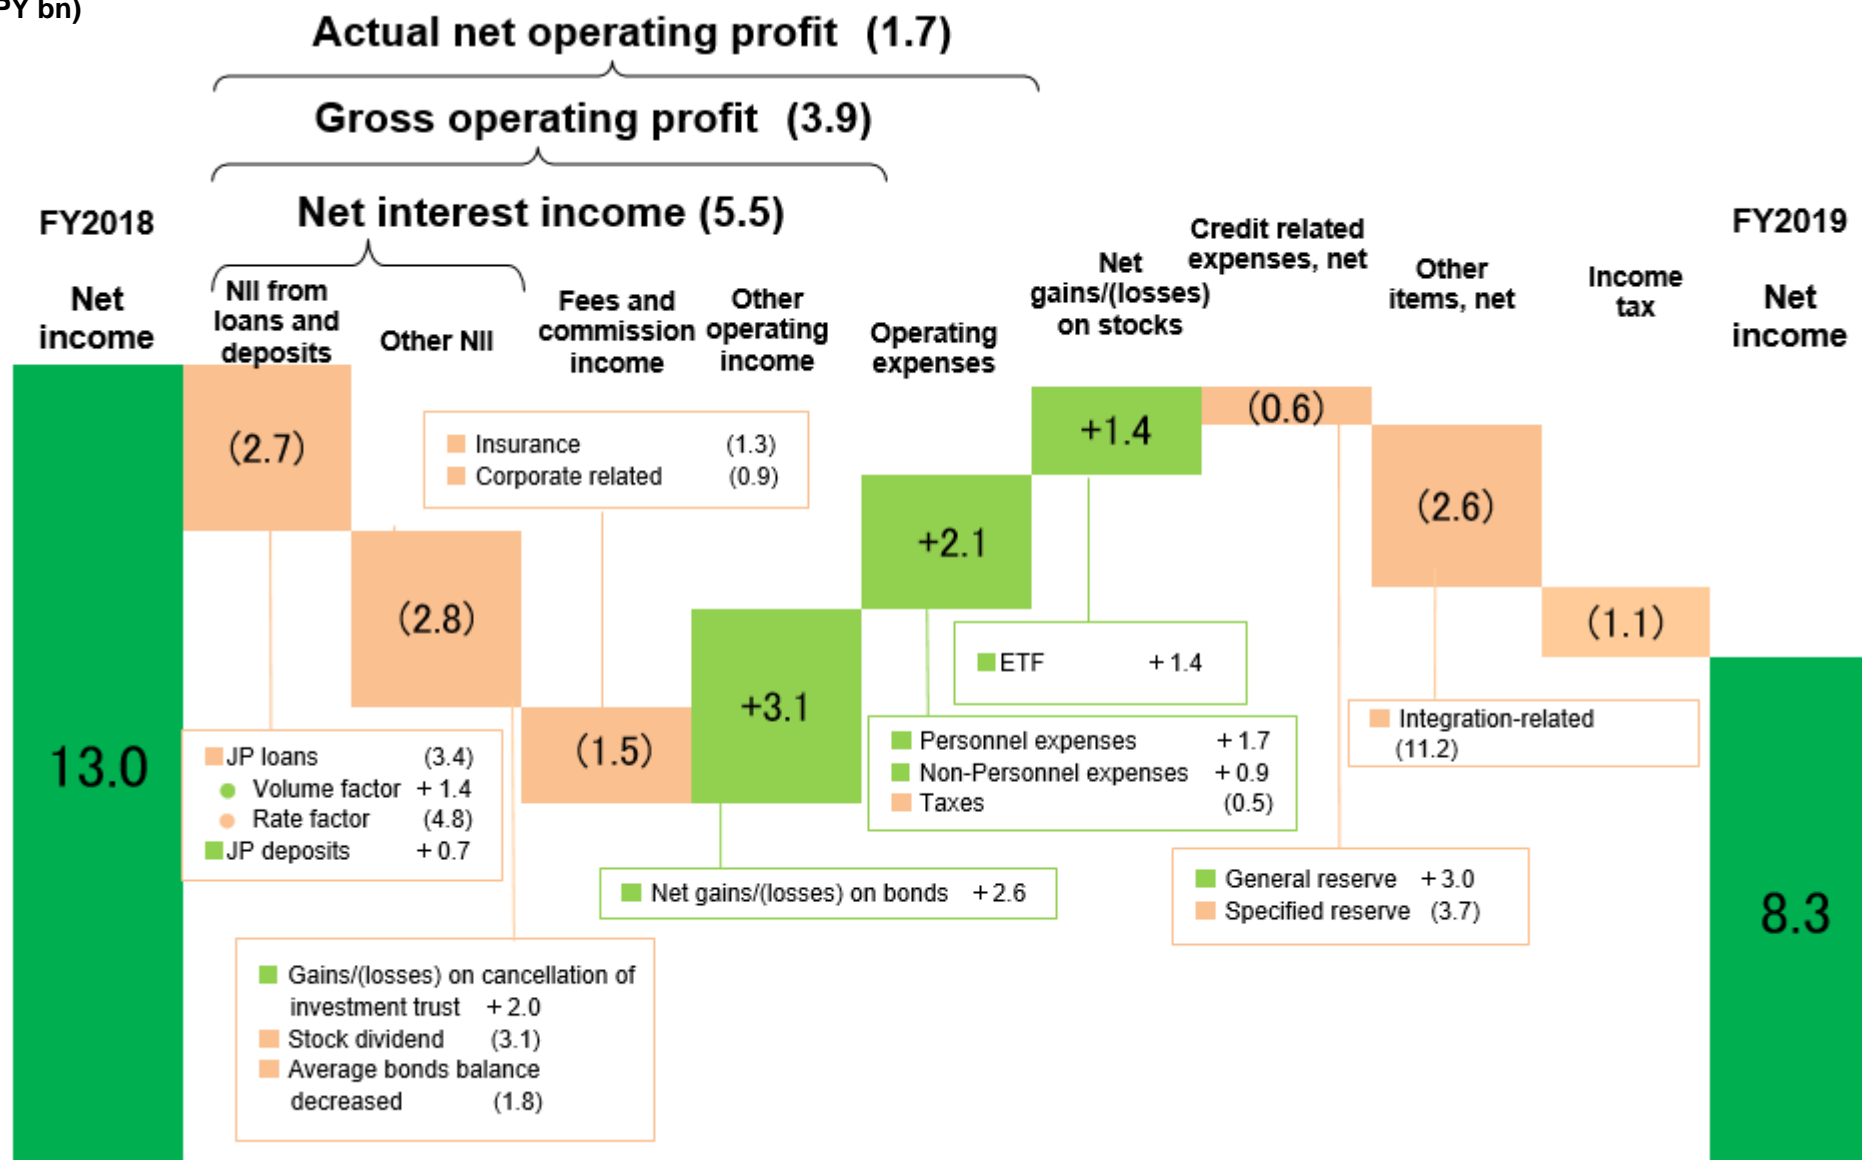 PY bn)
Actual net operating profit (1.7)
Gross operating profit (3.9)
Net interest income (5.5)
FY2018
Net
income
NII from
loans and
deposits
Other NII
Fees and
commission
income
Other
operating
income
Operating
expenses
Net
gains/(losses)
on stocks
Credit related
expenses, net
Other
items, net
Income
tax
FY2019
Net
income
13.0
(2.7)
(2.8)
(1.5)
+3.1
+2.1
+1.4
(0.6)
(2.6)
(1.1)
8.3
Insurance (1.3)
Corporate related (0.9)
ETF +1.4
Personnel expenses +1.7
Non-Personnel expenses +0.9
Taxes (0.5)
Integration-related
(11.2)
JP loans (3.4)
Volume factor +1.4
Rate factor (4.8)
JP deposits +0.7
Net gains/(losses) on bonds +2.6
General reserve +3.0
Specified reserve (3.7)
Gains/(losses) on cancellation of
investment trust +2.0
Stock dividend (3.1)
Average bonds balance
decreased (1.8)